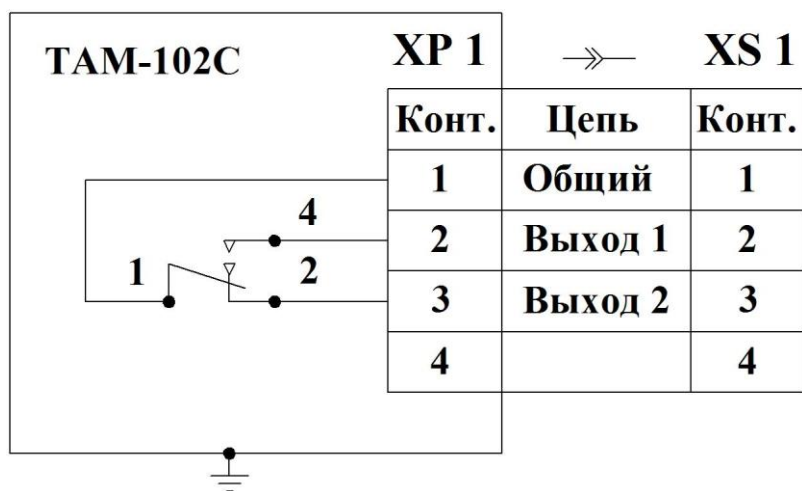 ТАМ-102С
XP 1
XS 1
Конт. Цепь Конт.
1 Общий 1
4
2 Выход 1 2
1
2
3 Выход 2 3
4 4